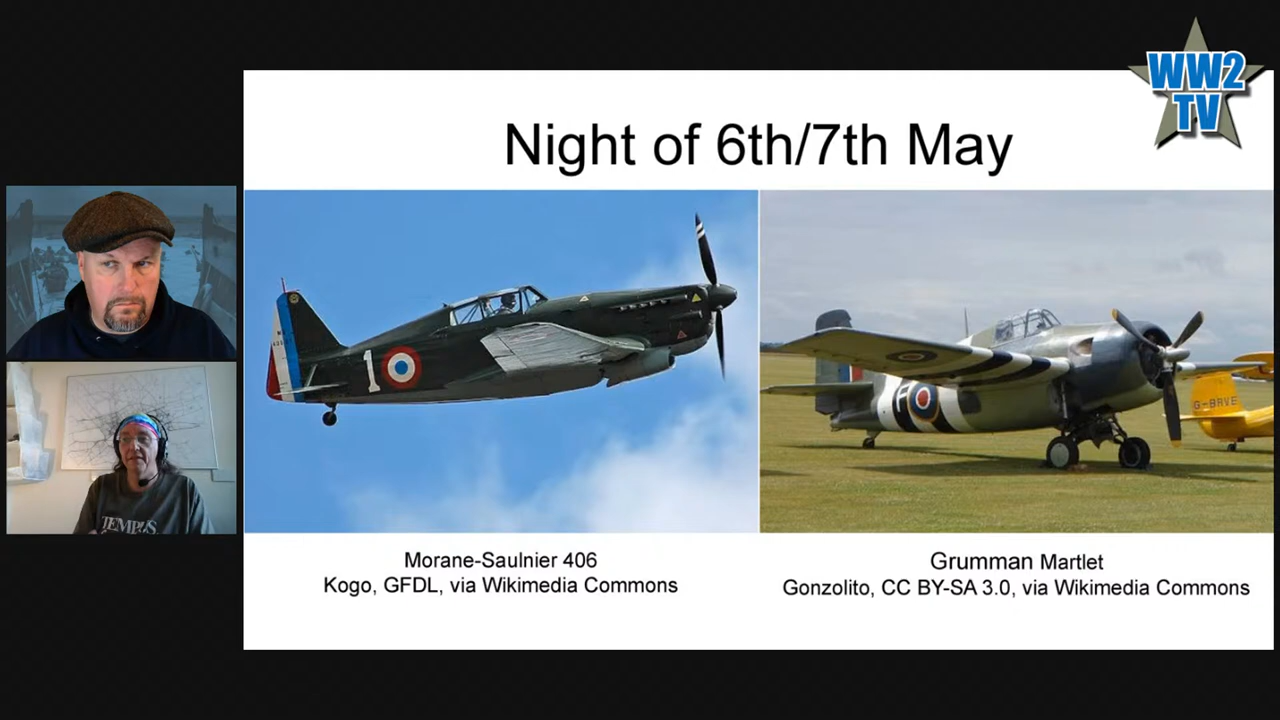 WW2
TV
Night of 6th/7th May
1
F
G-BRVE
TEMPUS
Morane-Saulnier 406
Kogo, GFDL, via Wikimedia Commons
Grumman Martlet
Gonzolito, CC BY-SA 3.0, via Wikimedia Commons